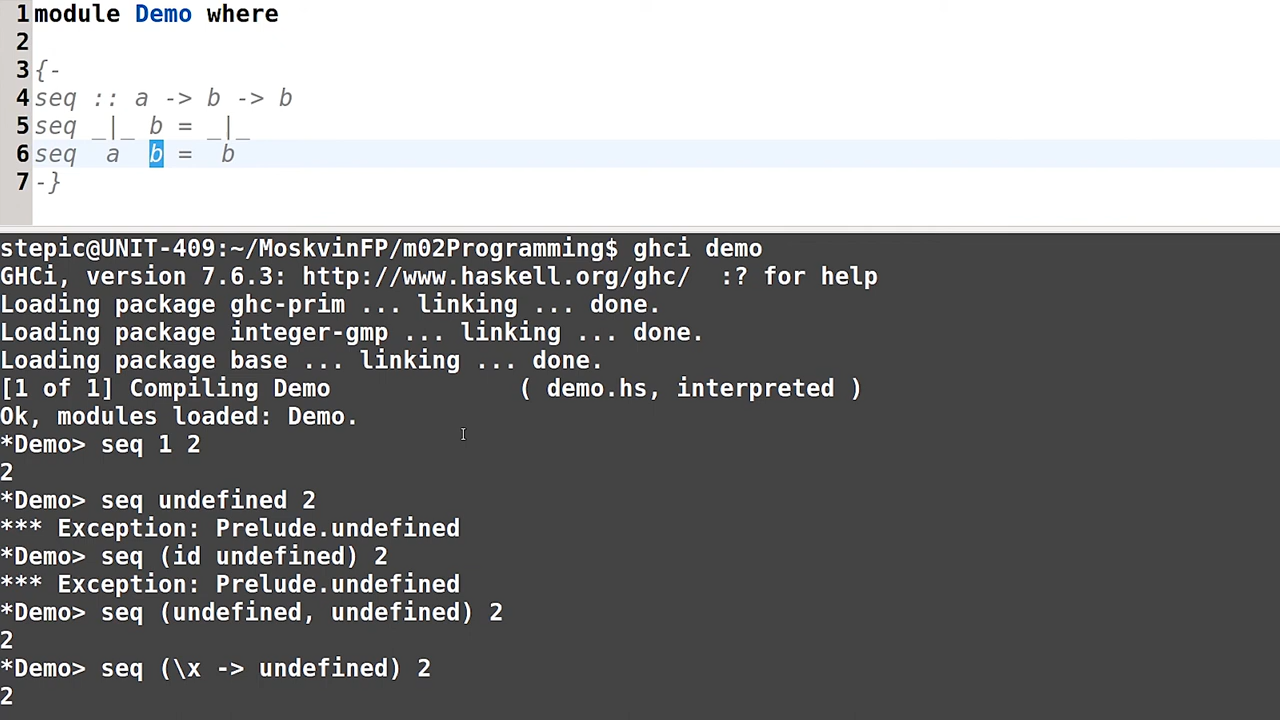 1 module Demo where
2
3 {-
4 seq :: a -> b -> b
5 seq _|_ b = _|_
6 seq  a  b =  b
7 -}
stepic@UNIT-409:~/MoskvinFP/m02Programming$ ghci demo
GHCi, version 7.6.3: http://www.haskell.org/ghc/  :? for help
Loading package ghc-prim ... linking ... done.
Loading package integer-gmp ... linking ... done.
Loading package base ... linking ... done.
[1 of 1] Compiling Demo             ( demo.hs, interpreted )
Ok, modules loaded: Demo.
*Demo> seq 1 2
2
*Demo> seq undefined 2
*** Exception: Prelude.undefined
*Demo> seq (id undefined) 2
*** Exception: Prelude.undefined
*Demo> seq (undefined, undefined) 2
2
*Demo> seq (\x -> undefined) 2
2